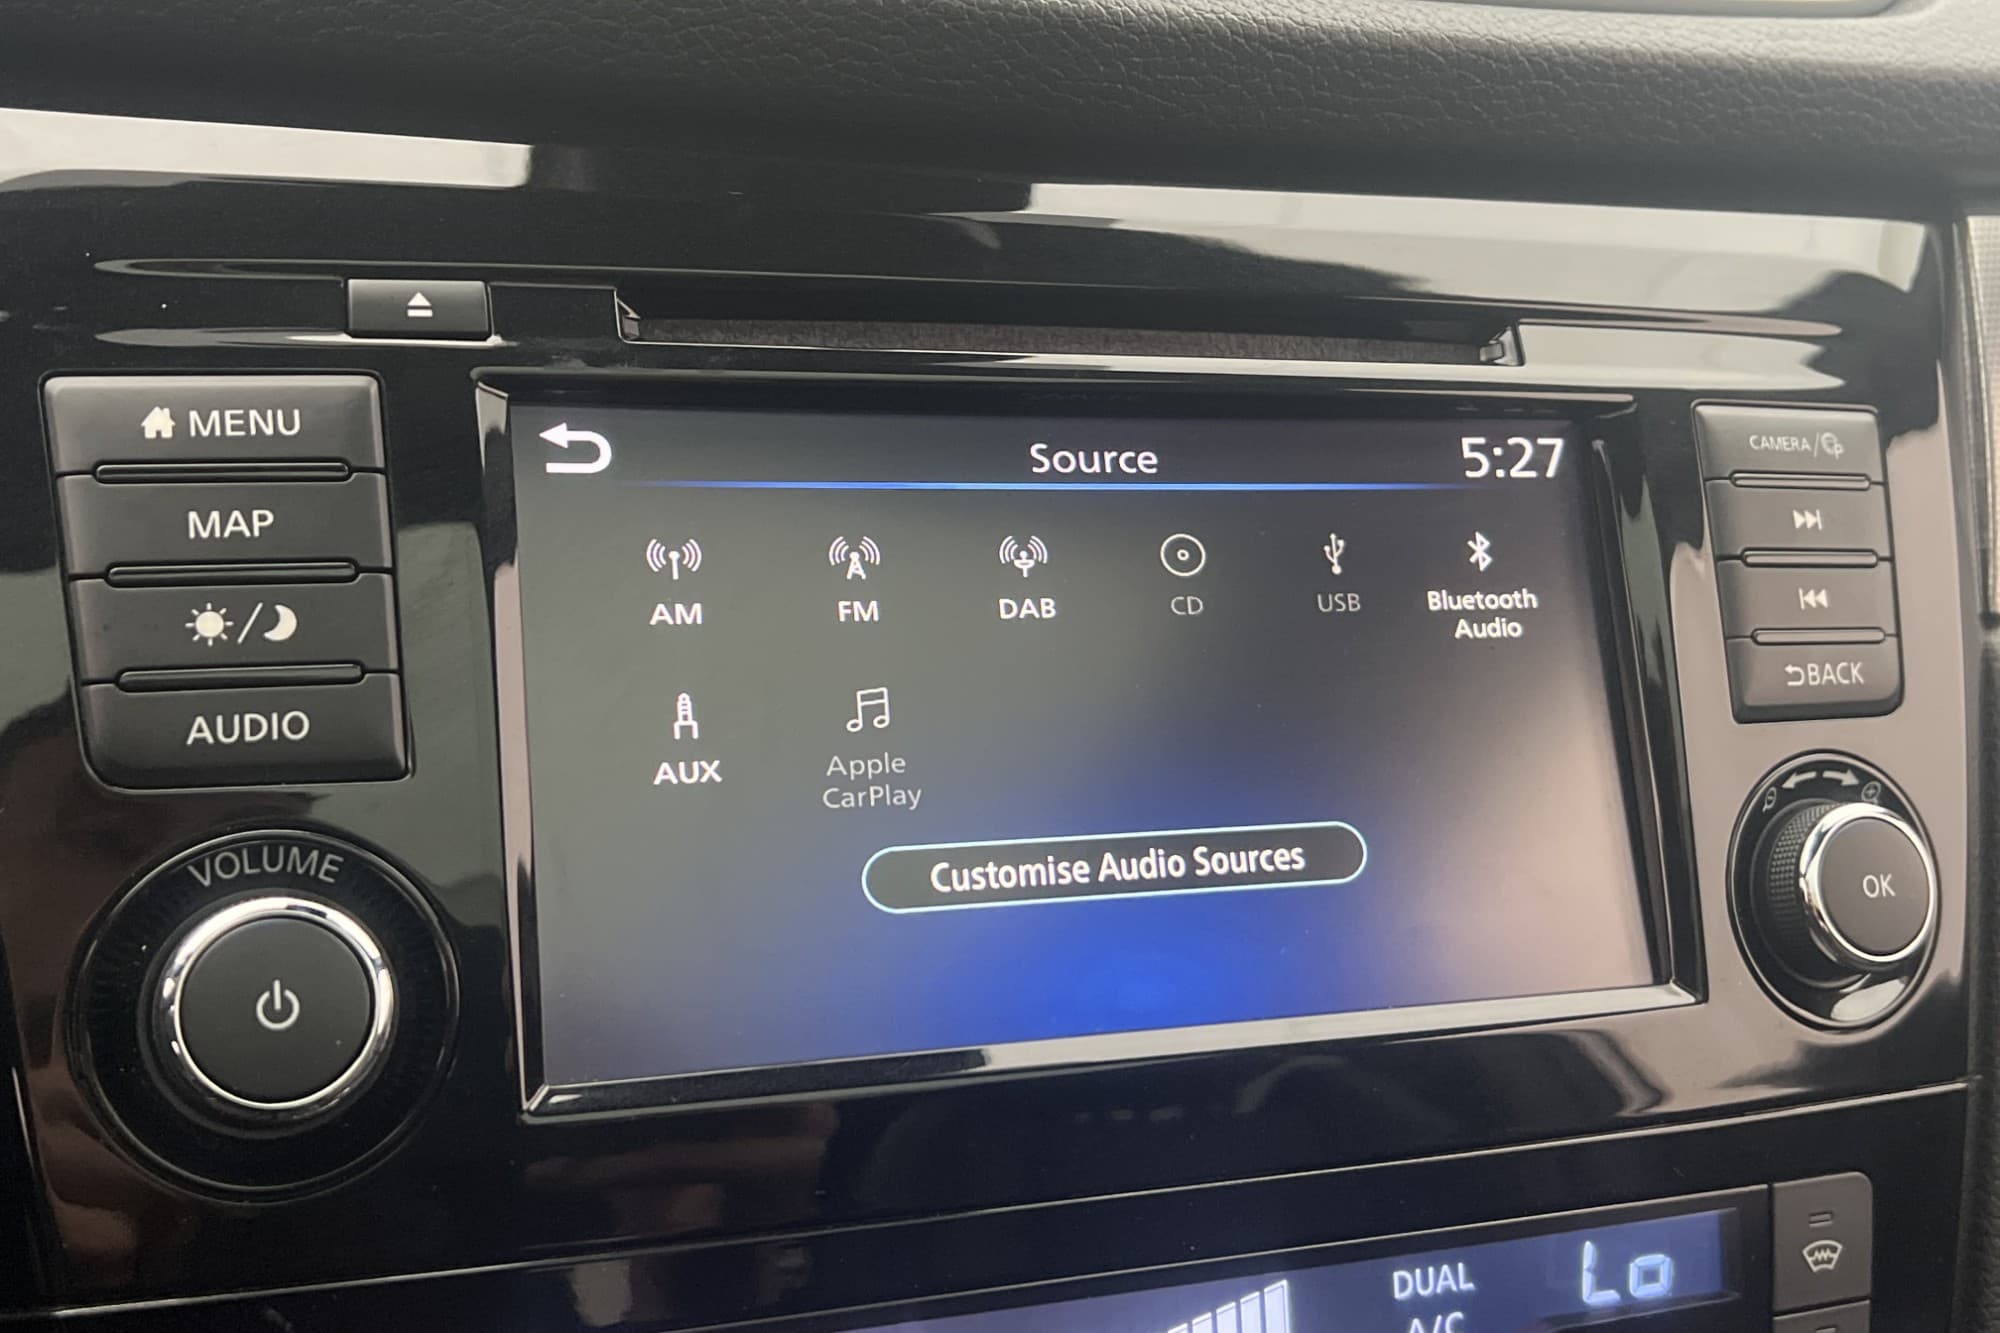 MENU
MAP
AUDIO
VOLUME
Source
5:27
AM
FM
DAB
CD
USB
Bluetooth
Audio
AUX
Apple
CarPlay
Customise Audio Sources
CAMERA/
BACK
OK
DUAL
Lo
A/C